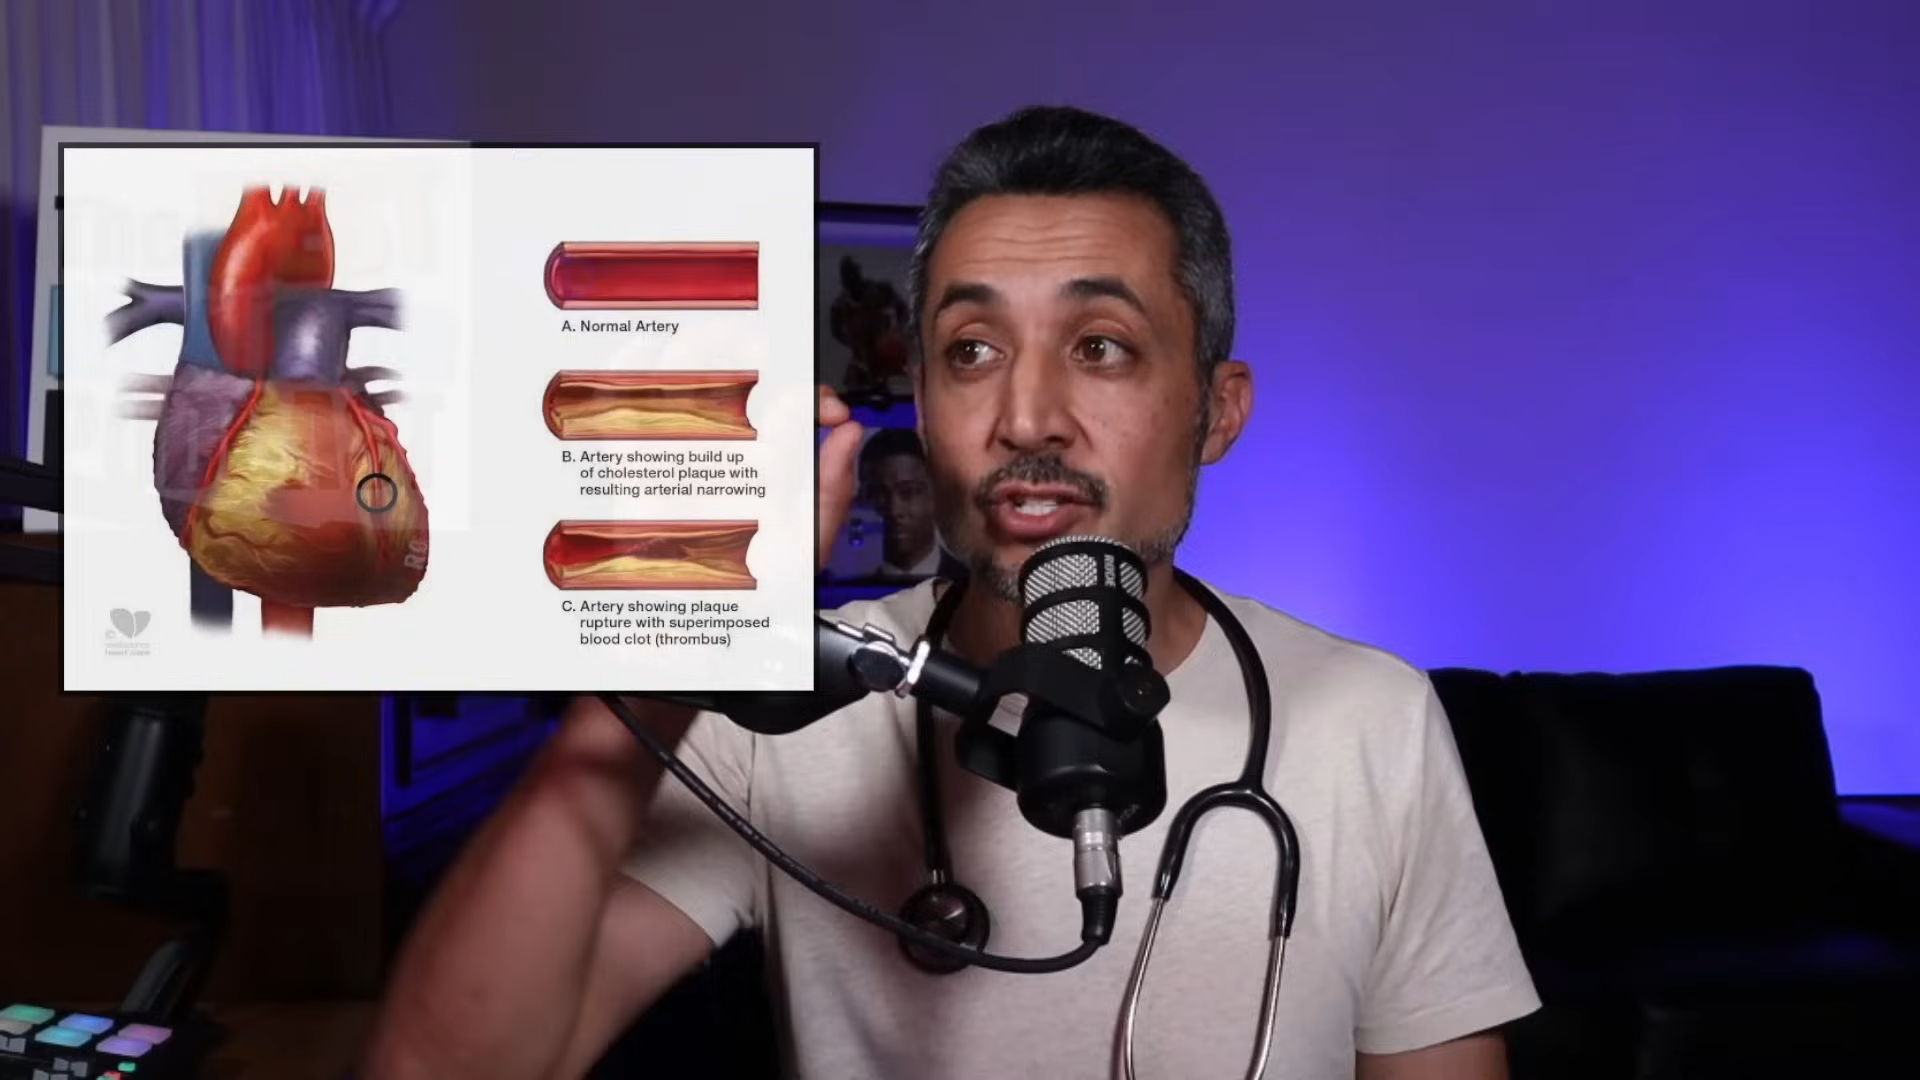 A. Normal Artery
B. Artery showing build up
of cholesterol plaque with
resulting arterial narrowing
C. Artery showing plaque
rupture with superimposed
blood clot (thrombus)
RØDE